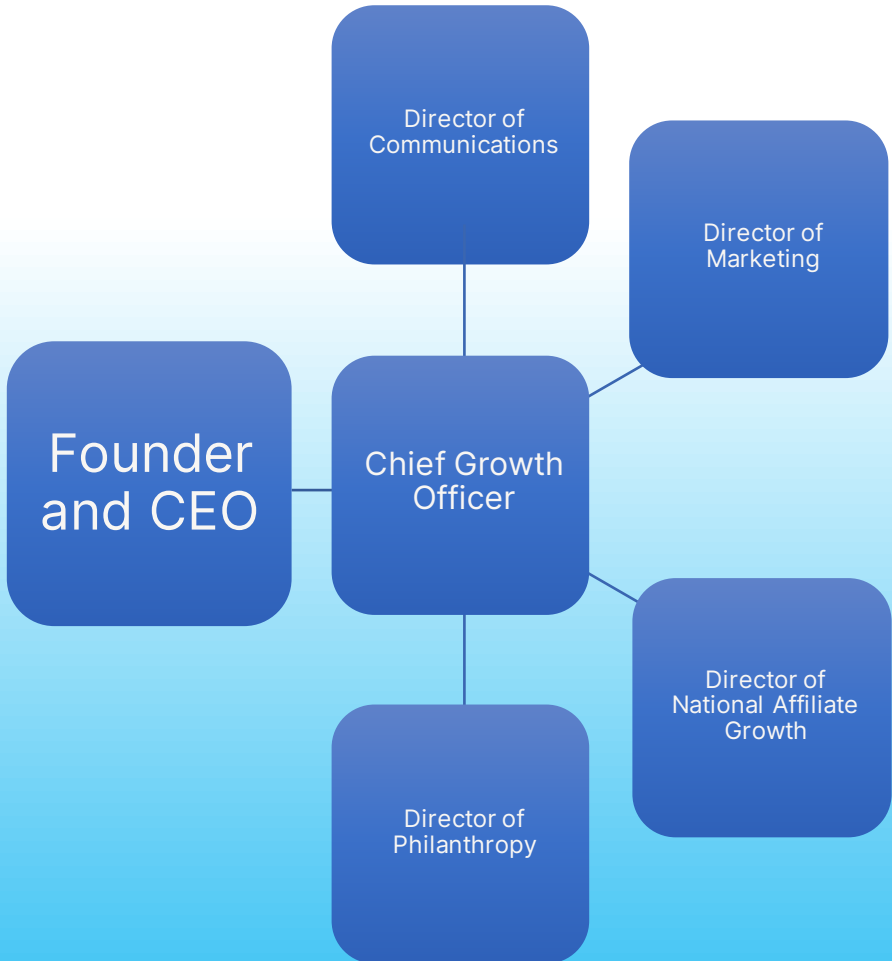 Director of
Communications
Director of
Marketing
Founder
and CEO
Chief Growth
Officer
Director of
National Affiliate
Growth
Director of
Philanthropy